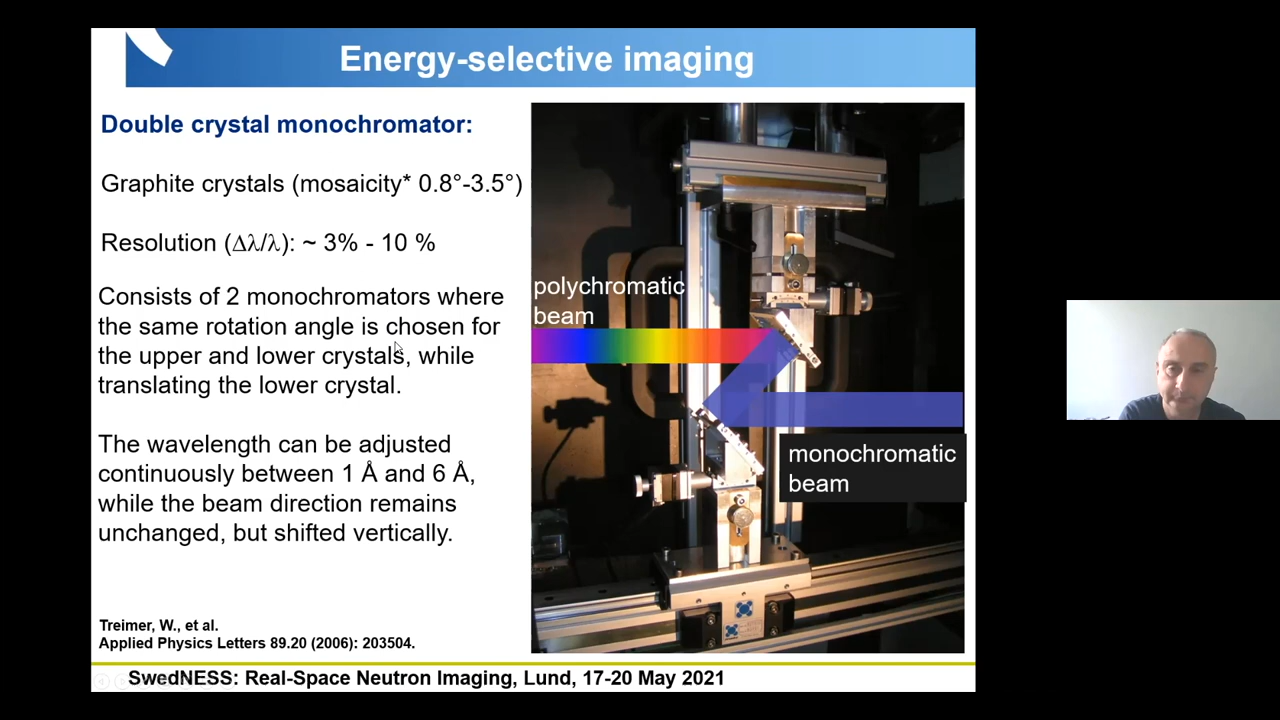 Energy-selective imaging
Double crystal monochromator:
Graphite crystals (mosaicity* 0.8°-3.5°)
Resolution (Δλ/λ): ~ 3% - 10 %
Consists of 2 monochromators where
the same rotation angle is chosen for
the upper and lower crystals, while
translating the lower crystal.
The wavelength can be adjusted
continuously between 1 Å and 6 Å,
while the beam direction remains
unchanged, but shifted vertically.
Treimer, W., et al.
Applied Physics Letters 89.20 (2006): 203504.
polychromatic
beam
monochromatic
beam
SwedNESS: Real-Space Neutron Imaging, Lund, 17-20 May 2021